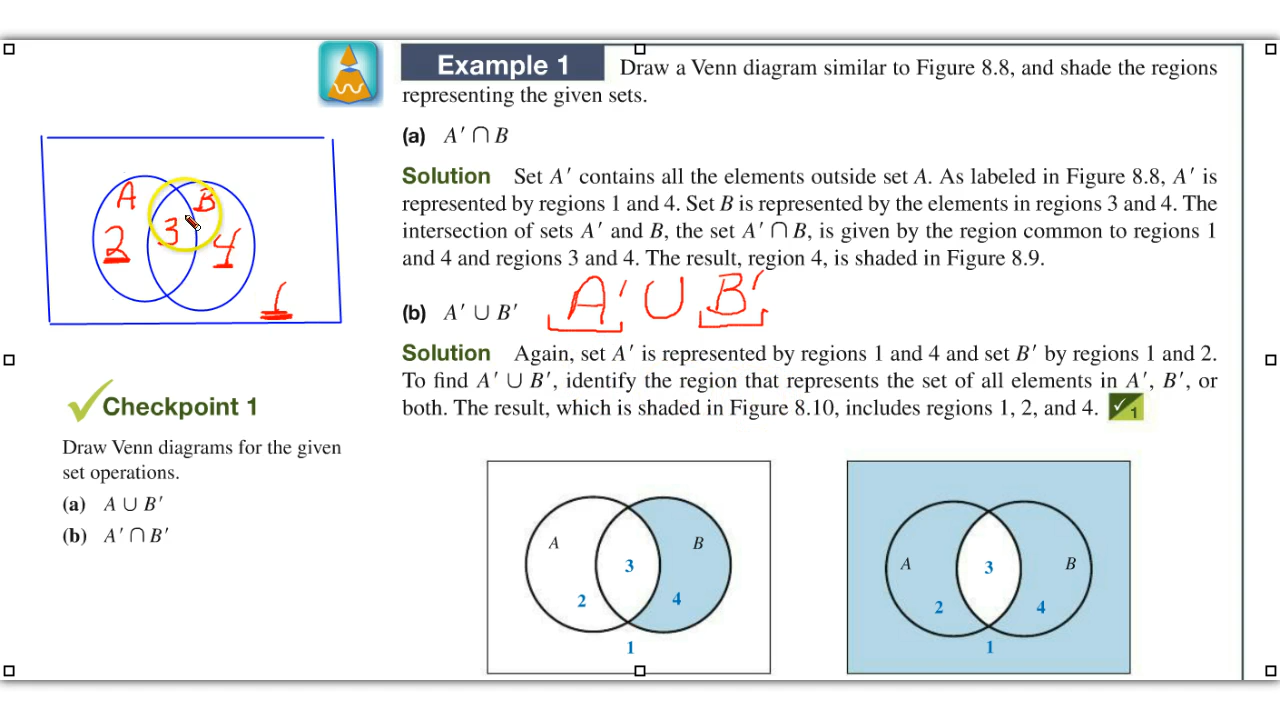 Example 1 Draw a Venn diagram similar to Figure 8.8, and shade the regions
representing the given sets.
(a) A′ ∩ B
Solution Set A′ contains all the elements outside set A. As labeled in Figure 8.8, A′ is
represented by regions 1 and 4. Set B is represented by the elements in regions 3 and 4. The
intersection of sets A′ and B, the set A′ ∩ B, is given by the region common to regions 1
and 4 and regions 3 and 4. The result, region 4, is shaded in Figure 8.9.
(b) A′ ∪ B′ A′ ∪ B′
Solution Again, set A′ is represented by regions 1 and 4 and set B′ by regions 1 and 2.
To find A′ ∪ B′, identify the region that represents the set of all elements in A′, B′, or
both. The result, which is shaded in Figure 8.10, includes regions 1, 2, and 4. ✓1
A B
2 3 4
1
✓ Checkpoint 1
Draw Venn diagrams for the given
set operations.
(a) A ∪ B′
(b) A′ ∩ B′
A B
3
2 4
1
A 3 B
2 4
1